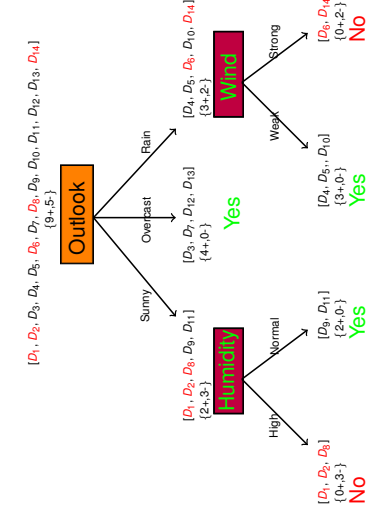 [D₁, D₂, D₃, D₄, D₅, D₆, D₇, D₈, D₉, D₁₀, D₁₁, D₁₂, D₁₃, D₁₄]
{9+,5-}
Outlook
Sunny
Overcast
Rain
[D₁, D₂, D₈, D₉, D₁₁]
{2+,3-}
Humidity
[D₃, D₇, D₁₂, D₁₃]
{4+,0-}
Yes
[D₄, D₅, D₆, D₁₀, D₁₄]
{3+,2-}
Wind
High
Normal
Weak
Strong
[D₁, D₂, D₈]
{0+,3-}
No
[D₉, D₁₁]
{2+,0-}
Yes
[D₄, D₅,, D₁₀]
{3+,0-}
Yes
[D₆, D₁₄
{0+,2-}
No